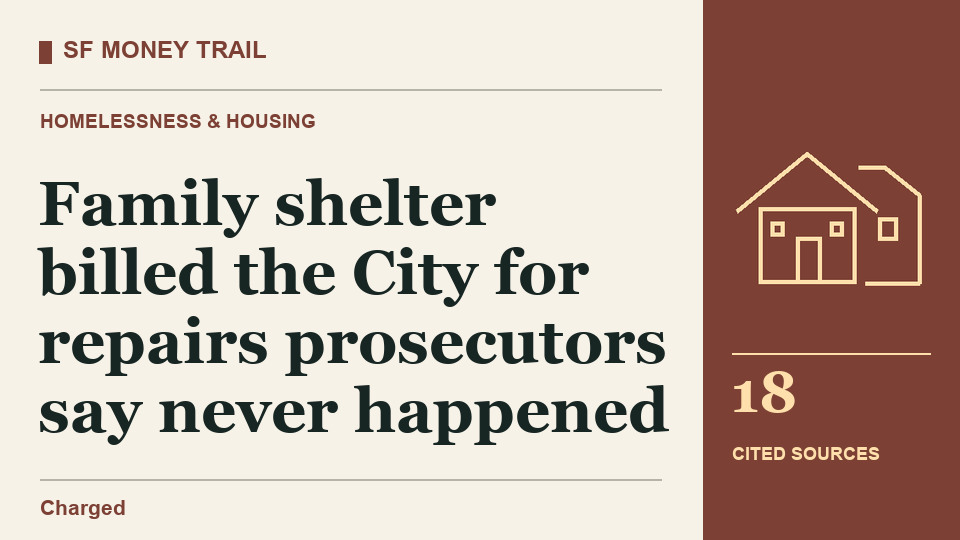 SF MONEY TRAIL
HOMELESSNESS & HOUSING
Family shelter
billed the City for
repairs prosecutors
say never happened
Charged
18
CITED SOURCES